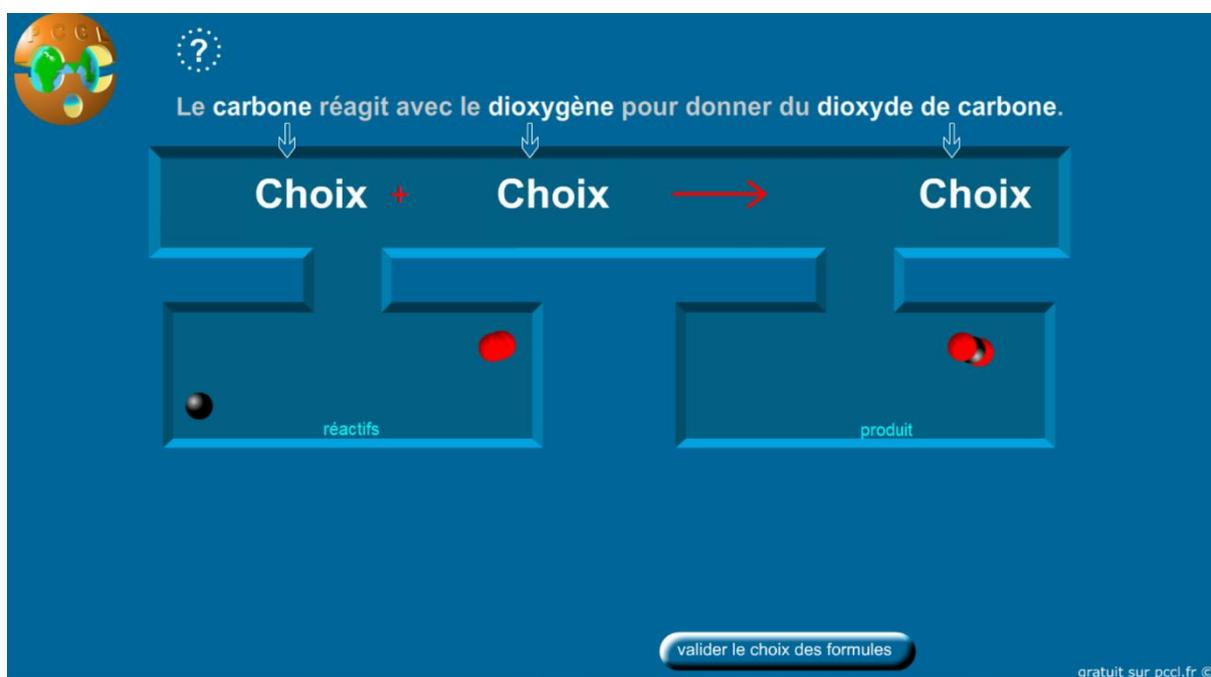 PCCL
?
Le carbone réagit avec le dioxygène pour donner du dioxyde de carbone.
Choix + Choix → Choix
réactifs
produit
valider le choix des formules
gratuit sur pccl.fr ©